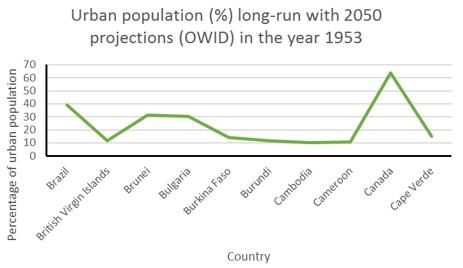 Urban population (%) long-run with 2050
projections (OWID) in the year 1953
Percentage of urban population
70
60
50
40
30
20
10
0
Brazil
British Virgin Islands
Brunei
Bulgaria
Burkina Faso
Burundi
Cambodia
Cameroon
Canada
Cape Verde
Country